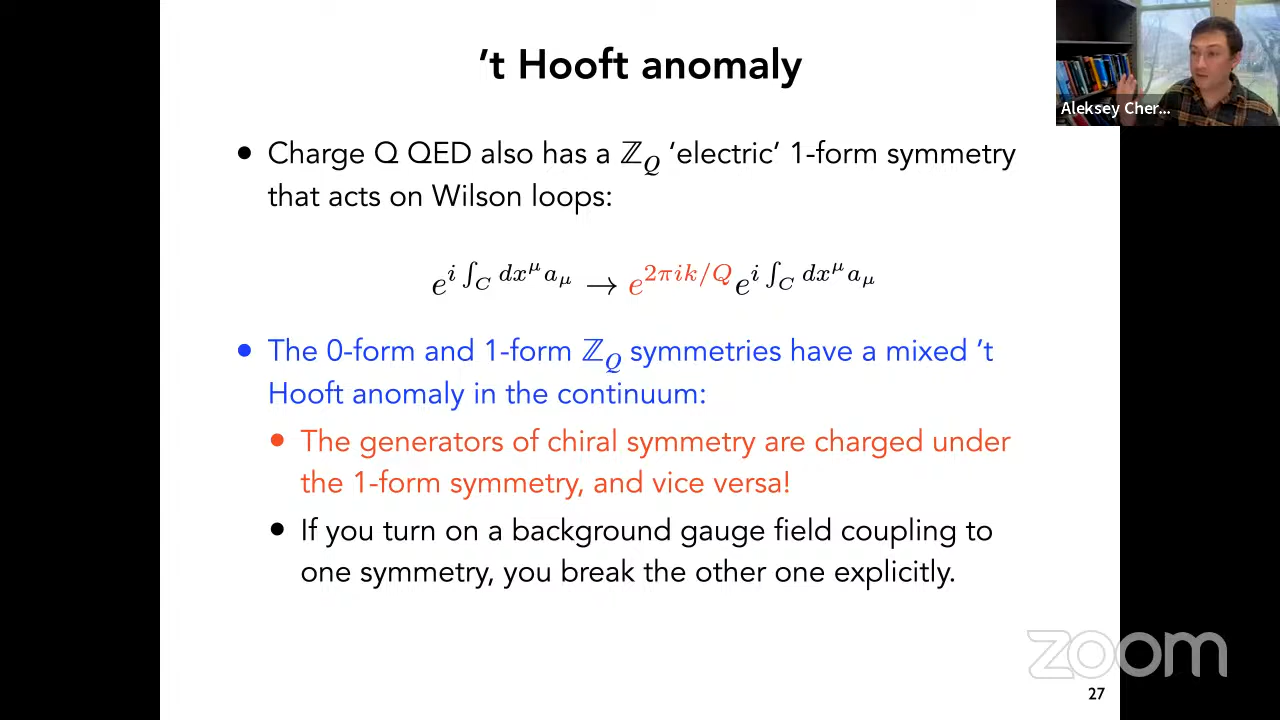 ’t Hooft anomaly
Aleksey Cher...
• Charge Q QED also has a ℤ_Q ‘electric’ 1-form symmetry
that acts on Wilson loops:
e^{i ∫_C dx^μ a_μ} → e^{2πik/Q} e^{i ∫_C dx^μ a_μ}
• The 0-form and 1-form ℤ_Q symmetries have a mixed ’t
Hooft anomaly in the continuum:
• The generators of chiral symmetry are charged under
the 1-form symmetry, and vice versa!
• If you turn on a background gauge field coupling to
one symmetry, you break the other one explicitly.
zoom
27